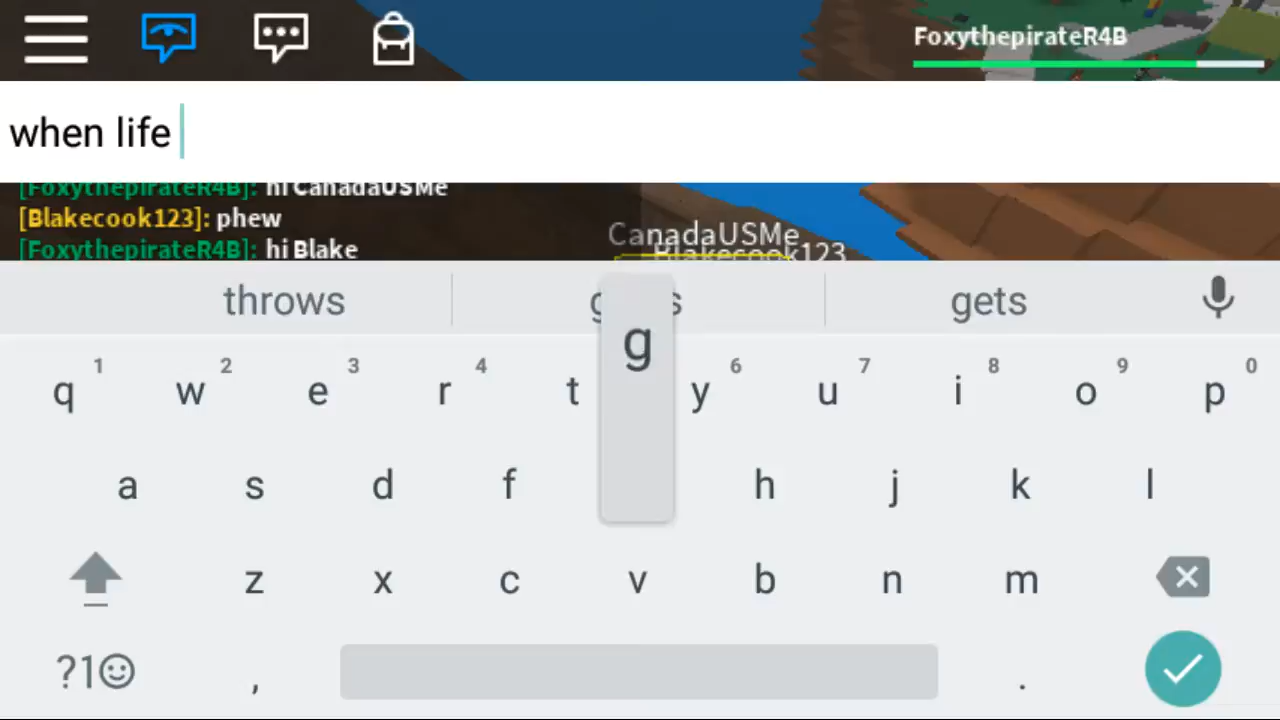 FoxythepirateR4B
when life
[FoxythepirateR4B]: hi CanadaUSMe
[Blakecook123]: phew
[FoxythepirateR4B]: hi Blake
CanadaUSMe
Blakecook123
throws gets
g
1 2 3 4 6 7 8 9 0
q w e r t y u i o p
a s d f h j k l
z x c v b n m
?1 , .